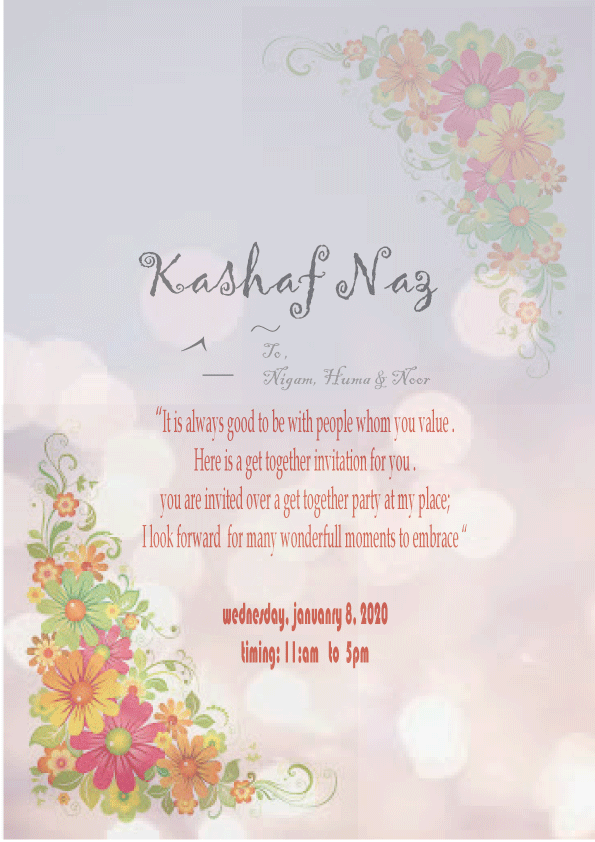 Kashaf Naz
To,
Nigam, Huma & Noor
“It is always good to be with people whom you value .
Here is a get together invitation for you .
you are invited over a get together party at my place;
I look forward for many wonderfull moments to embrace “
wednesday, januanry 8, 2020
timing; 11:am to 5pm